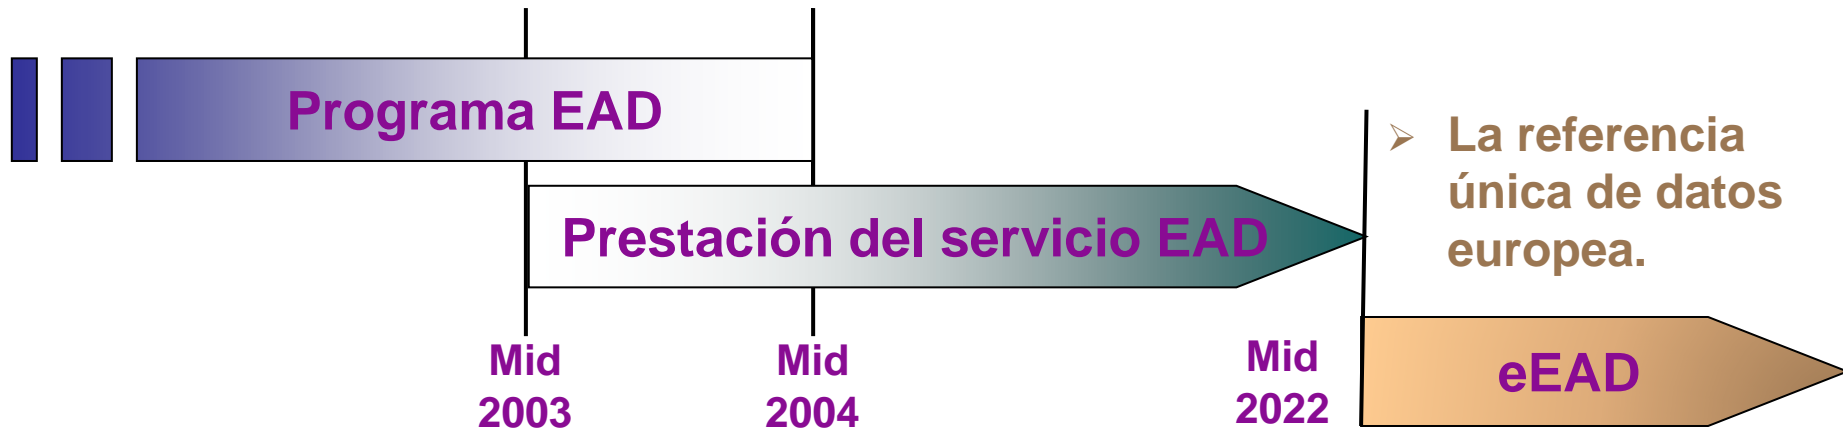 Programa EAD
Prestación del servicio EAD
➢ La referencia
única de datos
europea.
Mid
2003
Mid
2004
Mid
2022
eEAD